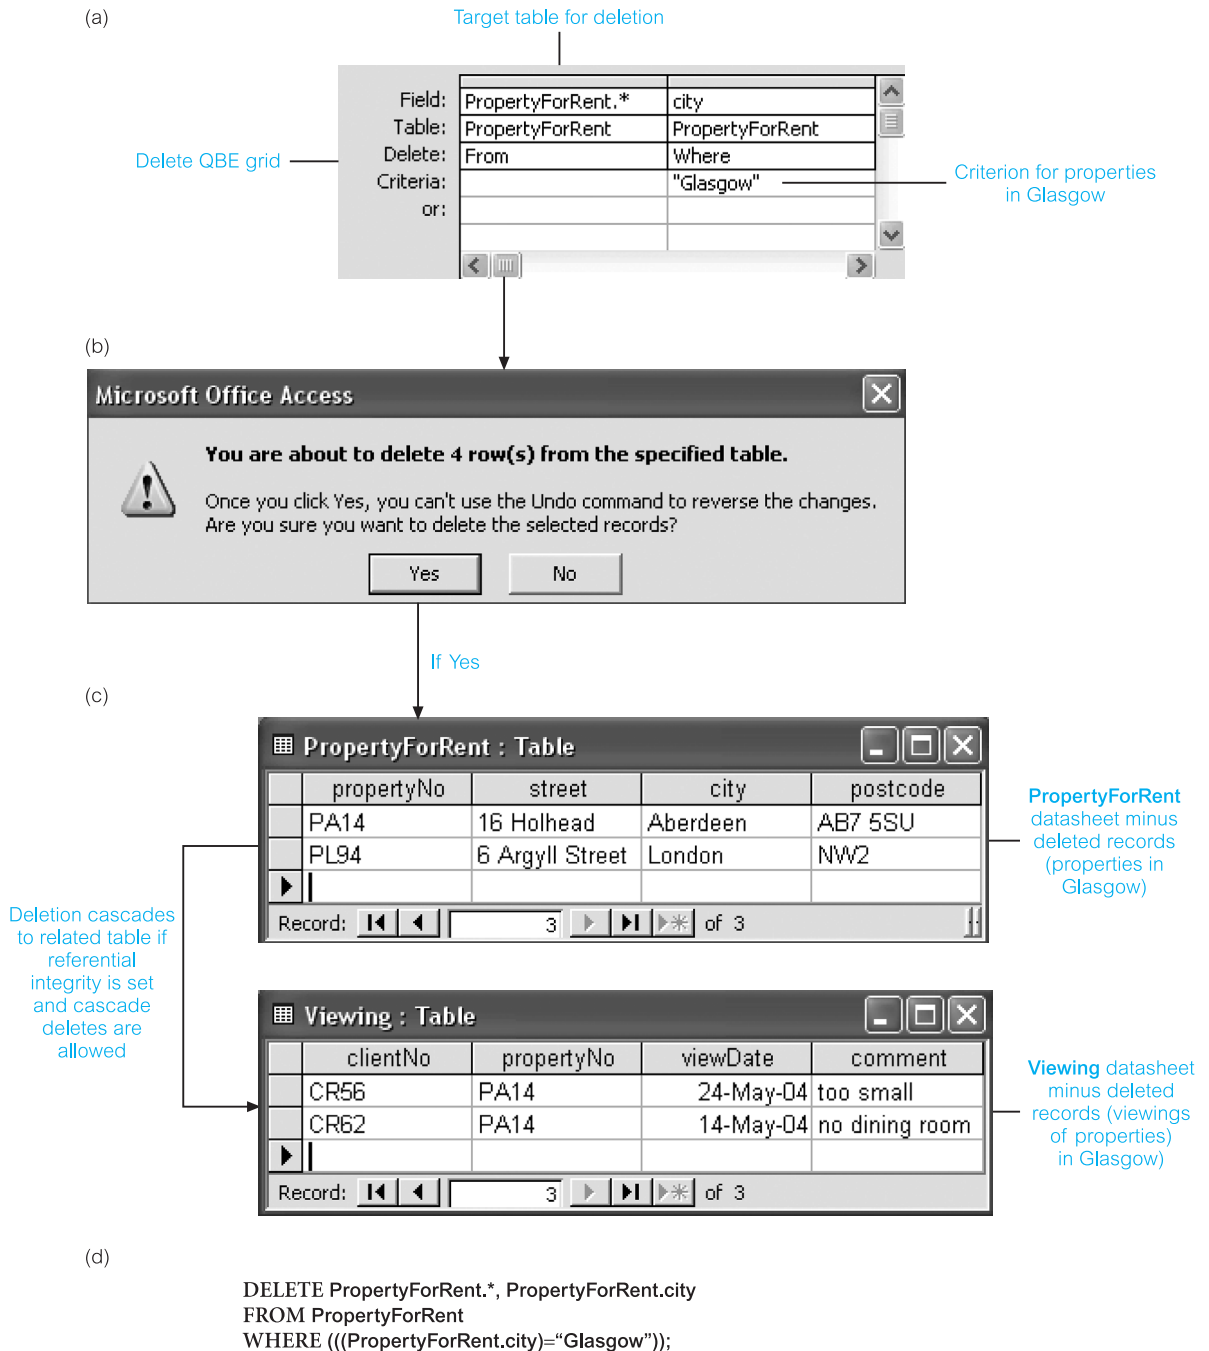 (a)
Target table for deletion
Field: PropertyForRent.* city
Table: PropertyForRent PropertyForRent
Delete: From Where
Criteria: "Glasgow"
or:
Delete QBE grid
Criterion for properties
in Glasgow
(b)
Microsoft Office Access
You are about to delete 4 row(s) from the specified table.
Once you click Yes, you can't use the Undo command to reverse the changes.
Are you sure you want to delete the selected records?
Yes No
If Yes
(c)
PropertyForRent : Table
propertyNo street city postcode
PA14 16 Holhead Aberdeen AB7 5SU
PL94 6 Argyll Street London NW2
Record: 3 of 3
PropertyForRent
datasheet minus
deleted records
(properties in
Glasgow)
Deletion cascades
to related table if
referential
integrity is set
and cascade
deletes are
allowed
Viewing : Table
clientNo propertyNo viewDate comment
CR56 PA14 24-May-04 too small
CR62 PA14 14-May-04 no dining room
Record: 3 of 3
Viewing datasheet
minus deleted
records (viewings
of properties)
in Glasgow)
(d)
DELETE PropertyForRent.*, PropertyForRent.city
FROM PropertyForRent
WHERE (((PropertyForRent.city)=“Glasgow”));